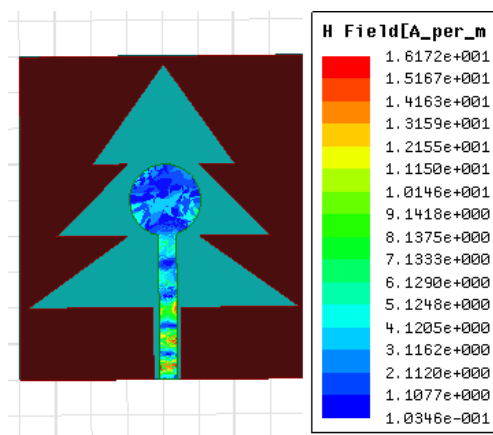 H Field[A_per_m
1.6172e+001
1.5167e+001
1.4163e+001
1.3159e+001
1.2155e+001
1.1150e+001
1.0146e+001
9.1418e+000
8.1375e+000
7.1333e+000
6.1290e+000
5.1248e+000
4.1205e+000
3.1162e+000
2.1120e+000
1.1077e+000
1.0346e-001